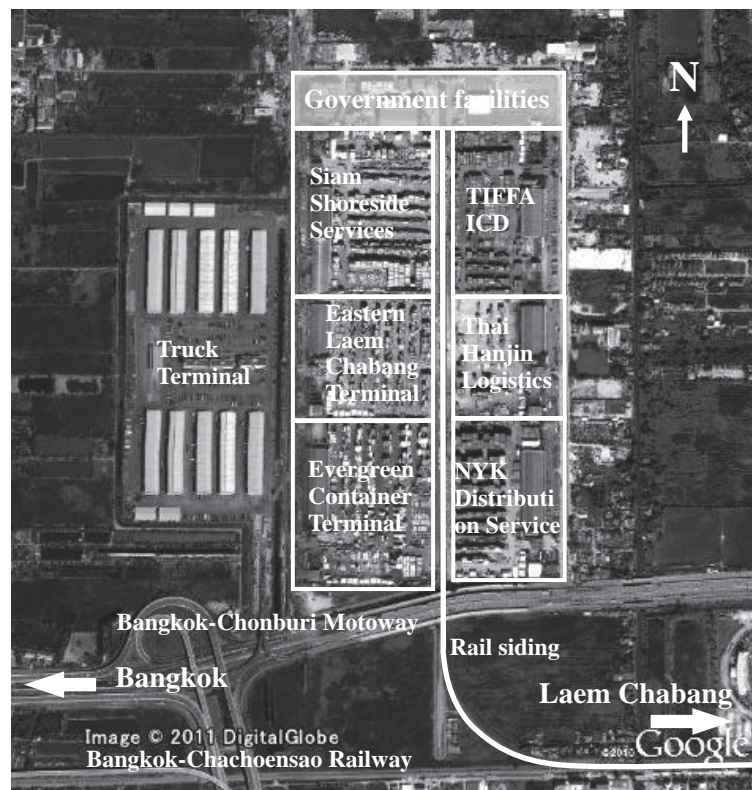 Government facilities
N
Siam
Shoreside
Services
TIFFA
ICD
Eastern
Laem
Chabang
Terminal
Thai
Hanjin
Logistics
Truck
Terminal
Evergreen
Container
Terminal
NYK
Distributi
on Service
Bangkok-Chonburi Motoway
Rail siding
Bangkok
Laem Chabang
Image © 2011 DigitalGlobe
©2010 Google
Bangkok-Chachoensao Railway